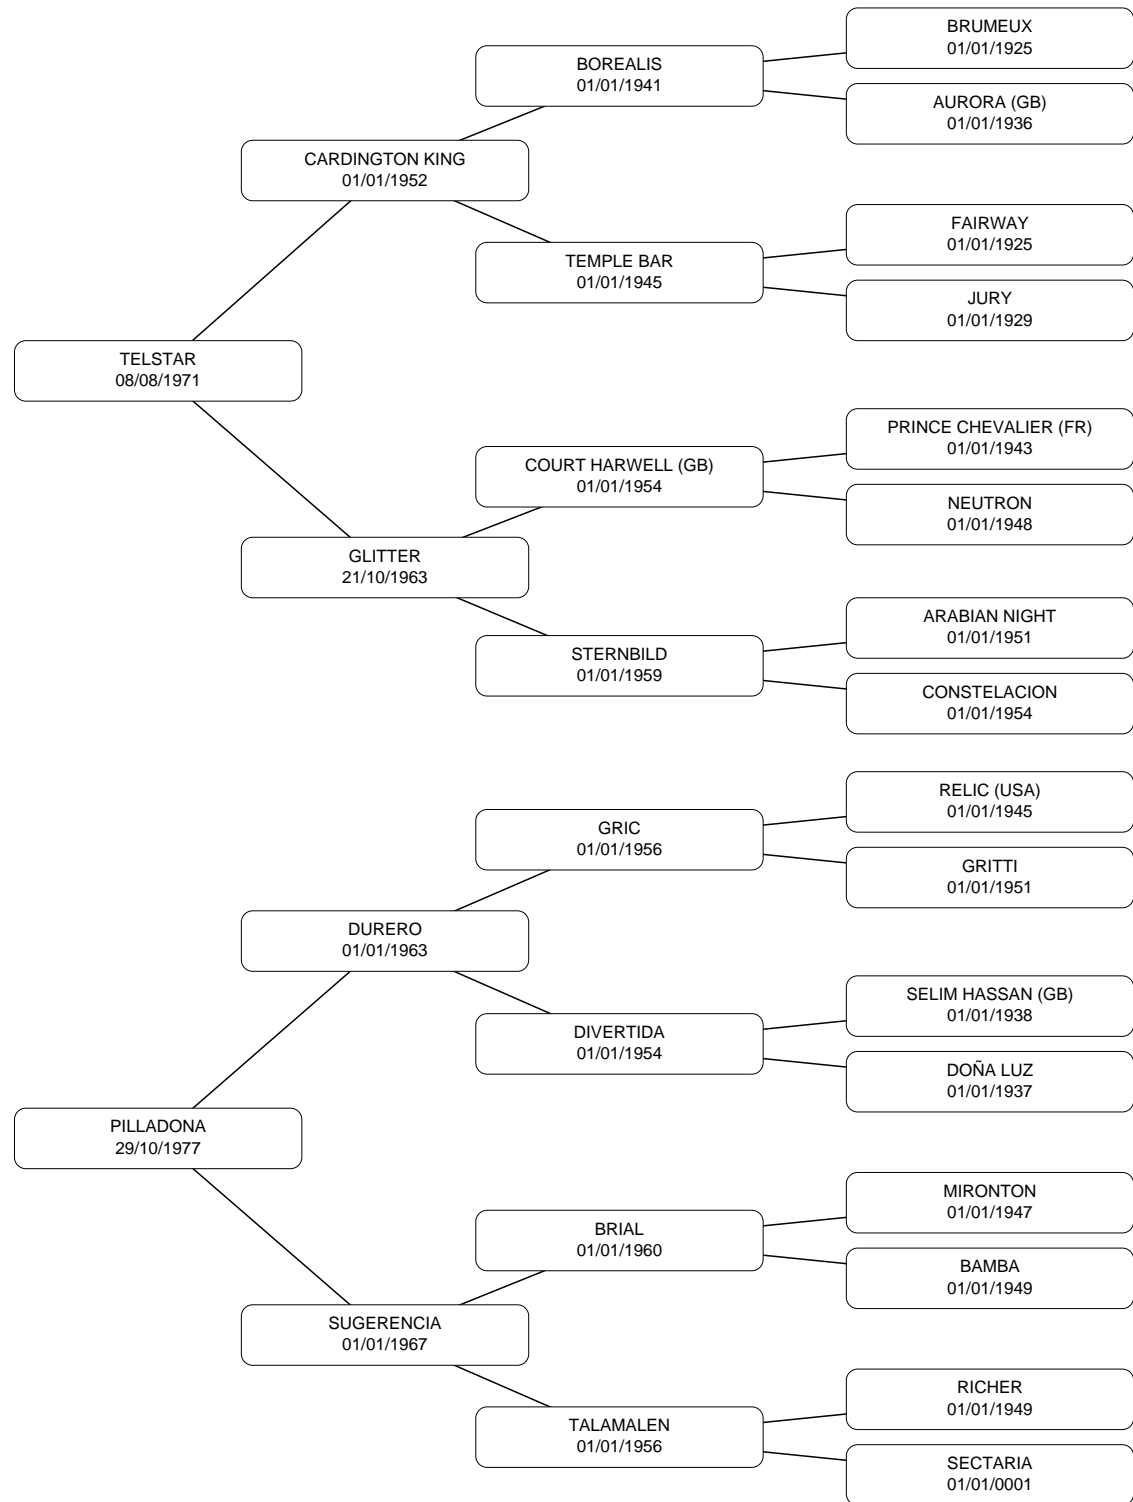 BRUMEUX
01/01/1925
BOREALIS
01/01/1941
AURORA (GB)
01/01/1936
CARDINGTON KING
01/01/1952
FAIRWAY
01/01/1925
TEMPLE BAR
01/01/1945
JURY
01/01/1929
TELSTAR
08/08/1971
PRINCE CHEVALIER (FR)
01/01/1943
COURT HARWELL (GB)
01/01/1954
NEUTRON
01/01/1948
GLITTER
21/10/1963
ARABIAN NIGHT
01/01/1951
STERNBILD
01/01/1959
CONSTELACION
01/01/1954
RELIC (USA)
01/01/1945
GRIC
01/01/1956
GRITTI
01/01/1951
DURERO
01/01/1963
SELIM HASSAN (GB)
01/01/1938
DIVERTIDA
01/01/1954
DOÑA LUZ
01/01/1937
PILLADONA
29/10/1977
MIRONTON
01/01/1947
BRIAL
01/01/1960
BAMBA
01/01/1949
SUGERENCIA
01/01/1967
RICHER
01/01/1949
TALAMALEN
01/01/1956
SECTARIA
01/01/0001